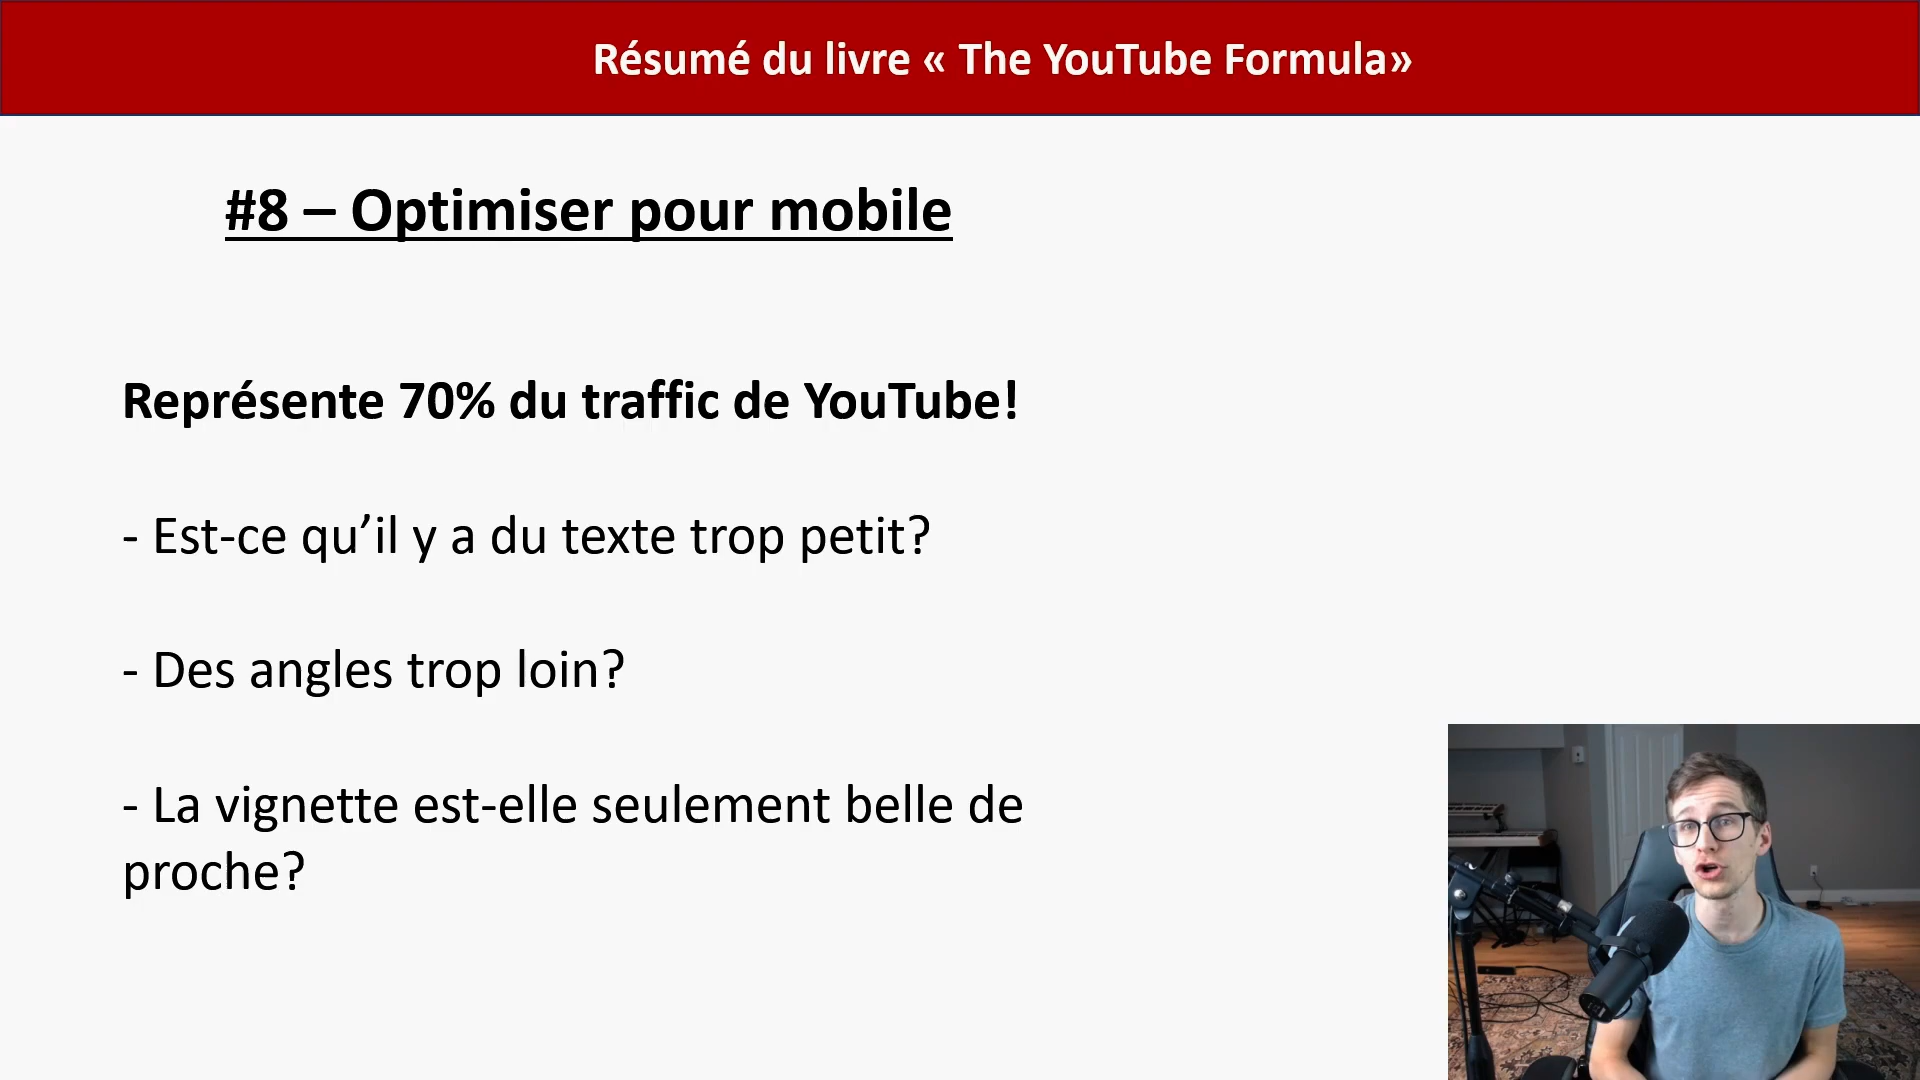 Résumé du livre « The YouTube Formula»
#8 – Optimiser pour mobile
Représente 70% du traffic de YouTube!
- Est-ce qu’il y a du texte trop petit?
- Des angles trop loin?
- La vignette est-elle seulement belle de
proche?